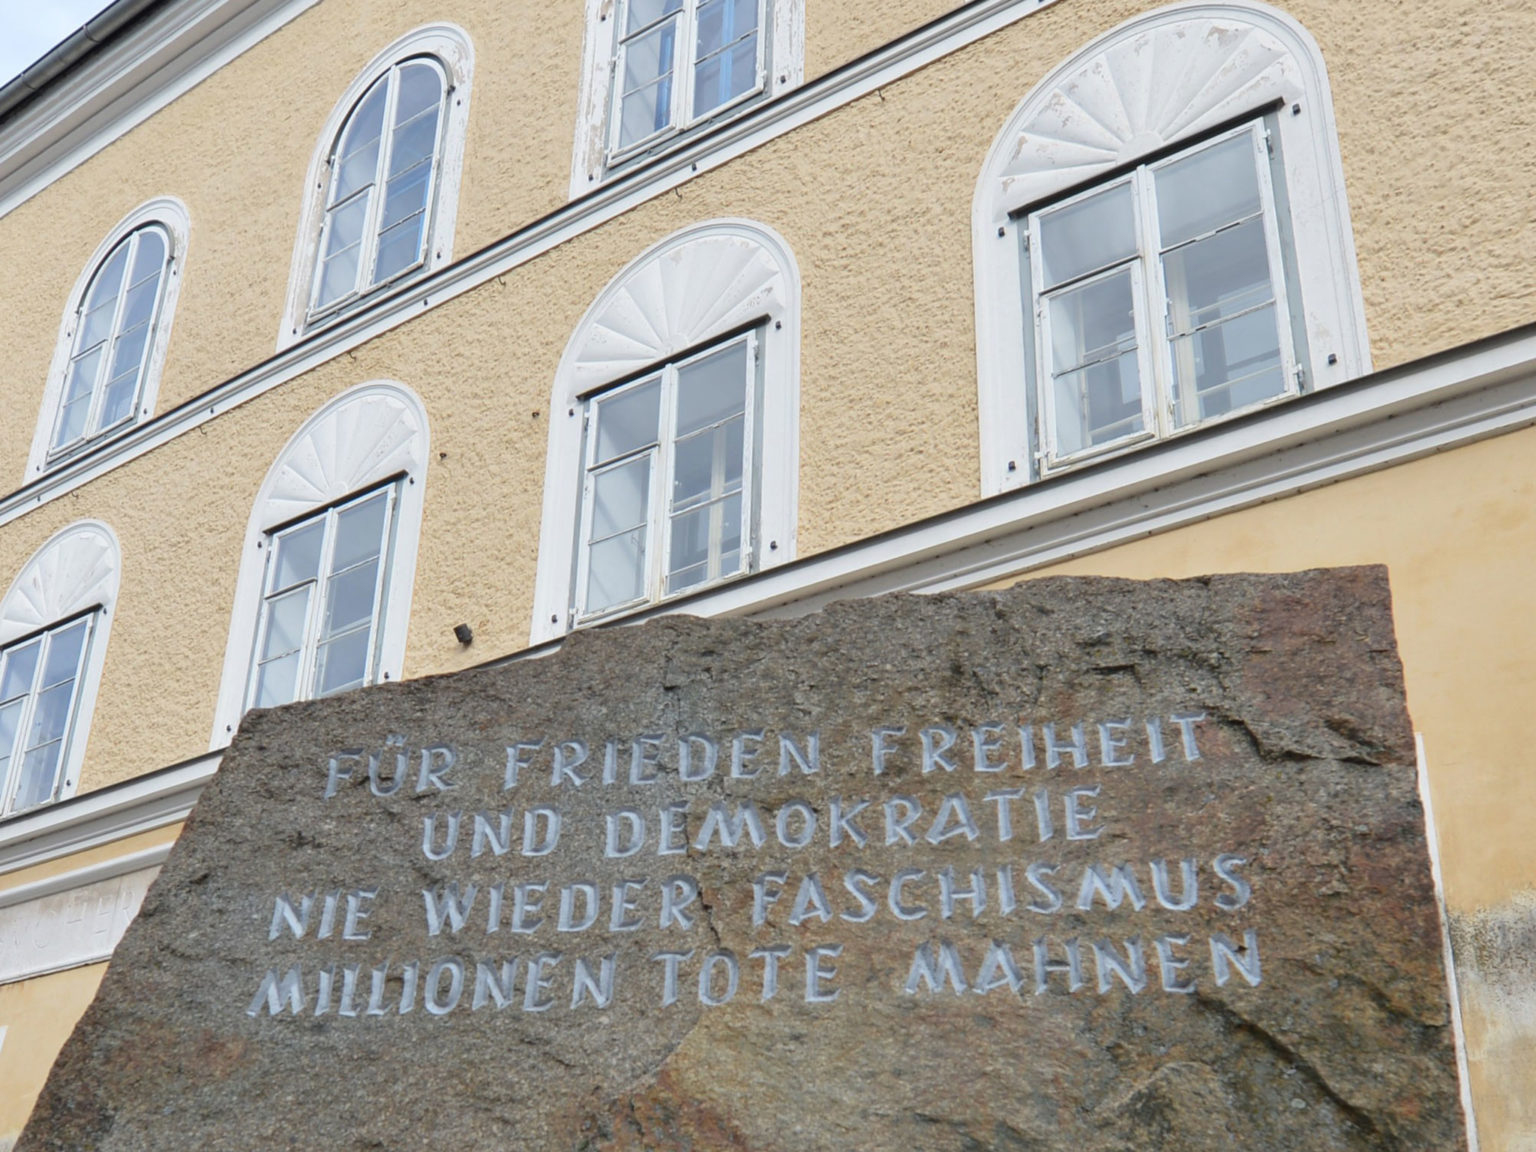 FÜR FRIEDEN FREIHEIT
UND DEMOKRATIE
NIE WIEDER FASCHISMUS
MILLIONEN TOTE MAHNEN